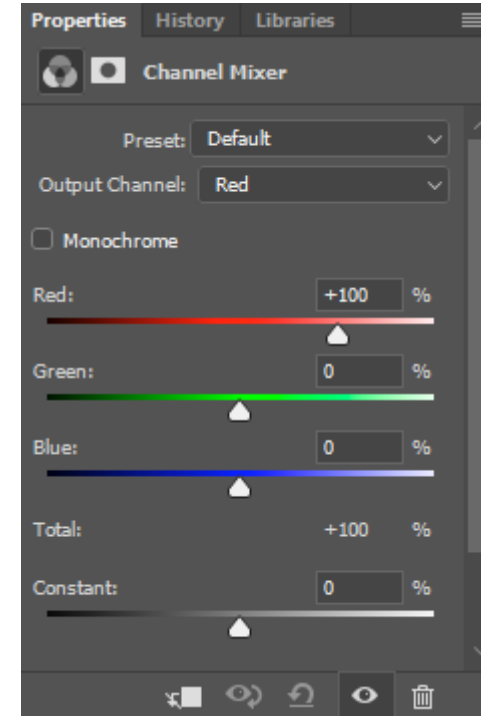 Properties History Libraries
Channel Mixer
Preset: Default
Output Channel: Red
Monochrome
Red: +100 %
Green: 0 %
Blue: 0 %
Total: +100 %
Constant: 0 %